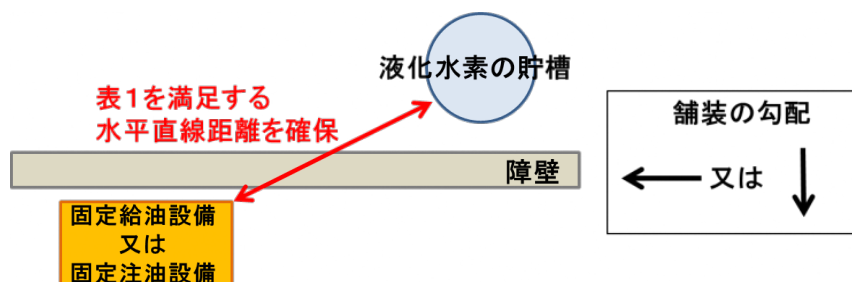 液化水素の貯槽
表1を満足する
水平直線距離を確保
舗装の勾配
障壁
又は
固定給油設備
又は
固定注油設備